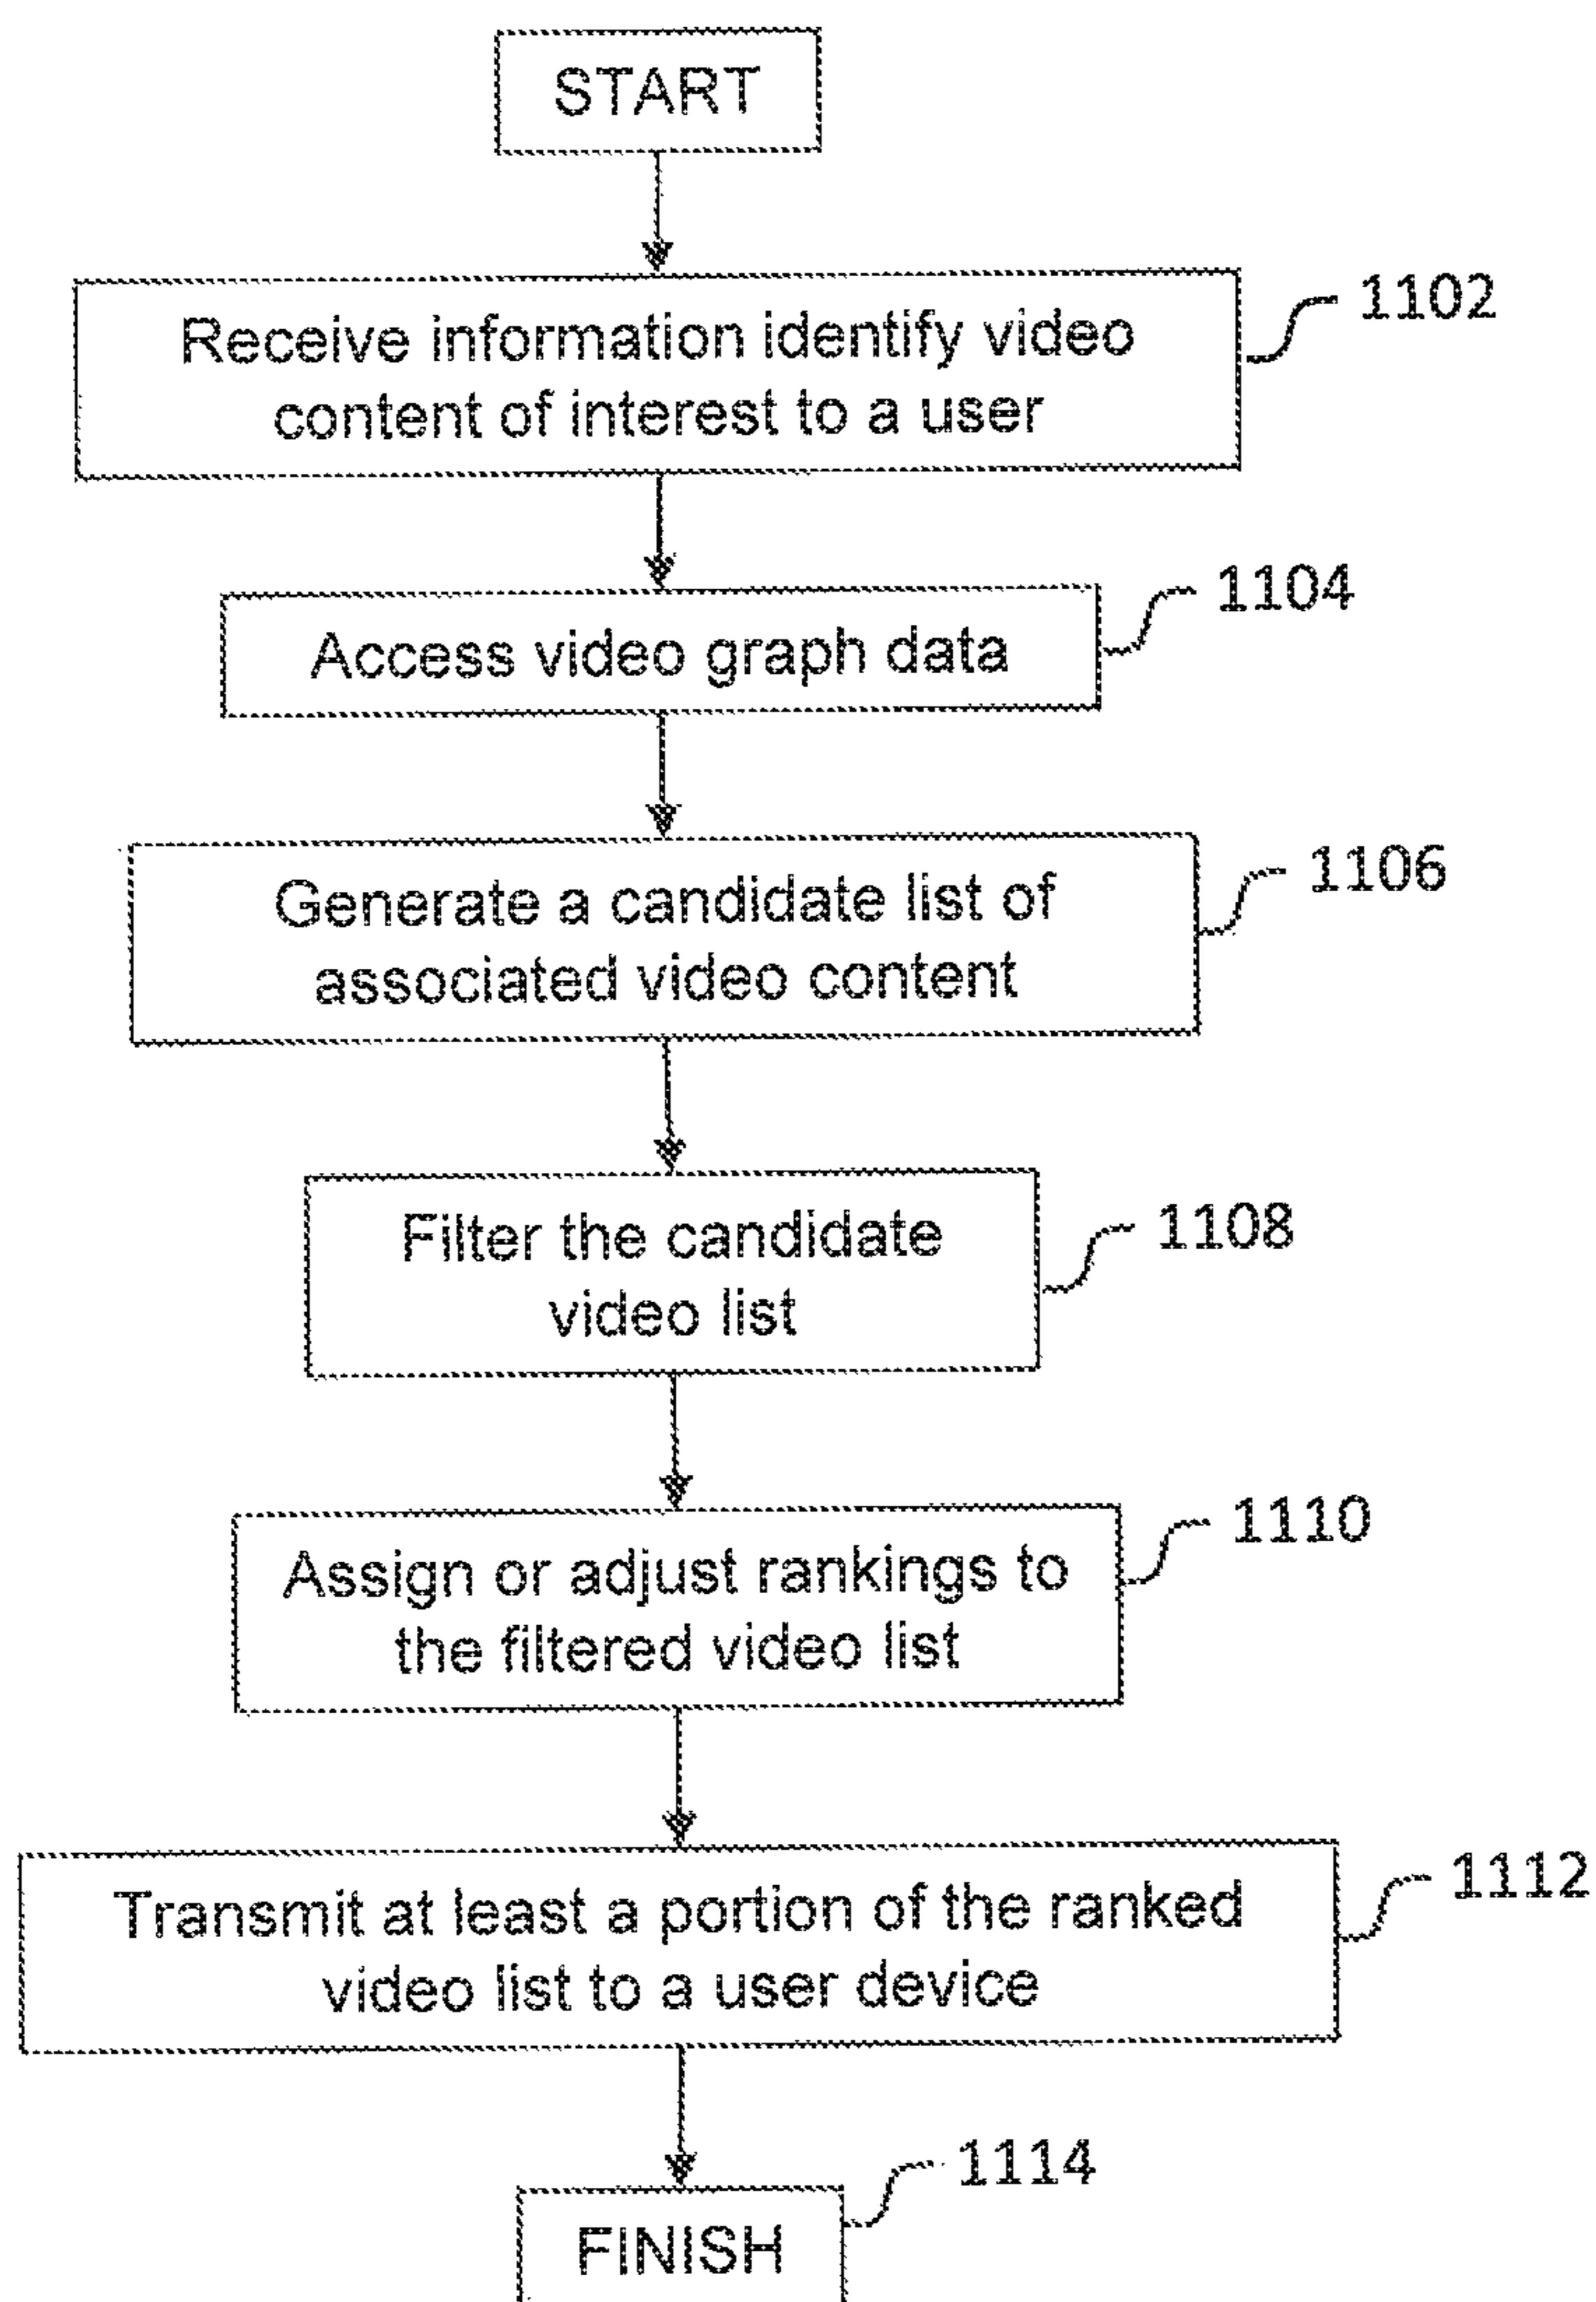 START
Receive information identify video
content of interest to a user
1102
Access video graph data
1104
Generate a candidate list of
associated video content
1106
Filter the candidate
video list
1108
Assign or adjust rankings to
the filtered video list
1110
Transmit at least a portion of the ranked
video list to a user device
1112
FINISH
1114